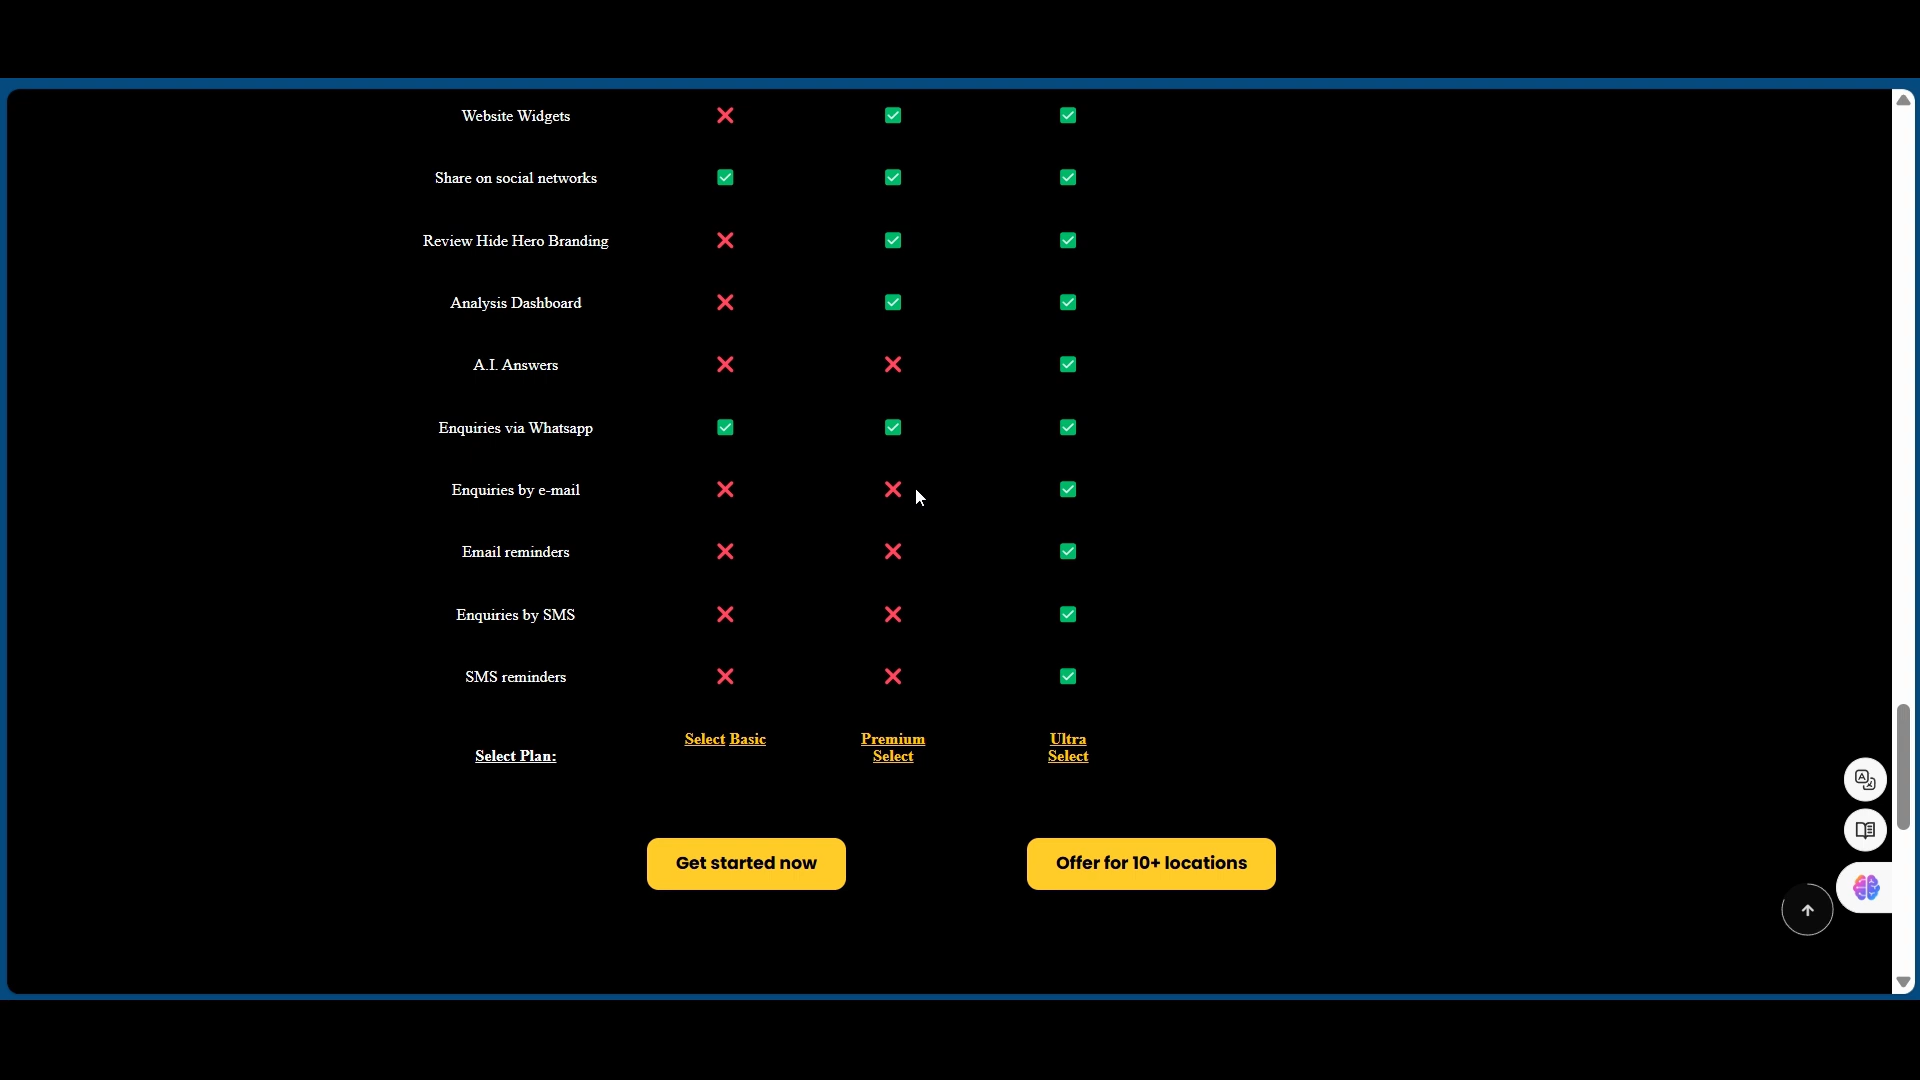 Website Widgets
Share on social networks
Review Hide Hero Branding
Analysis Dashboard
A.I. Answers
Enquiries via Whatsapp
Enquiries by e-mail
Email reminders
Enquiries by SMS
SMS reminders
Select Plan:
Select Basic
Premium
Select
Ultra
Select
Get started now
Offer for 10+ locations